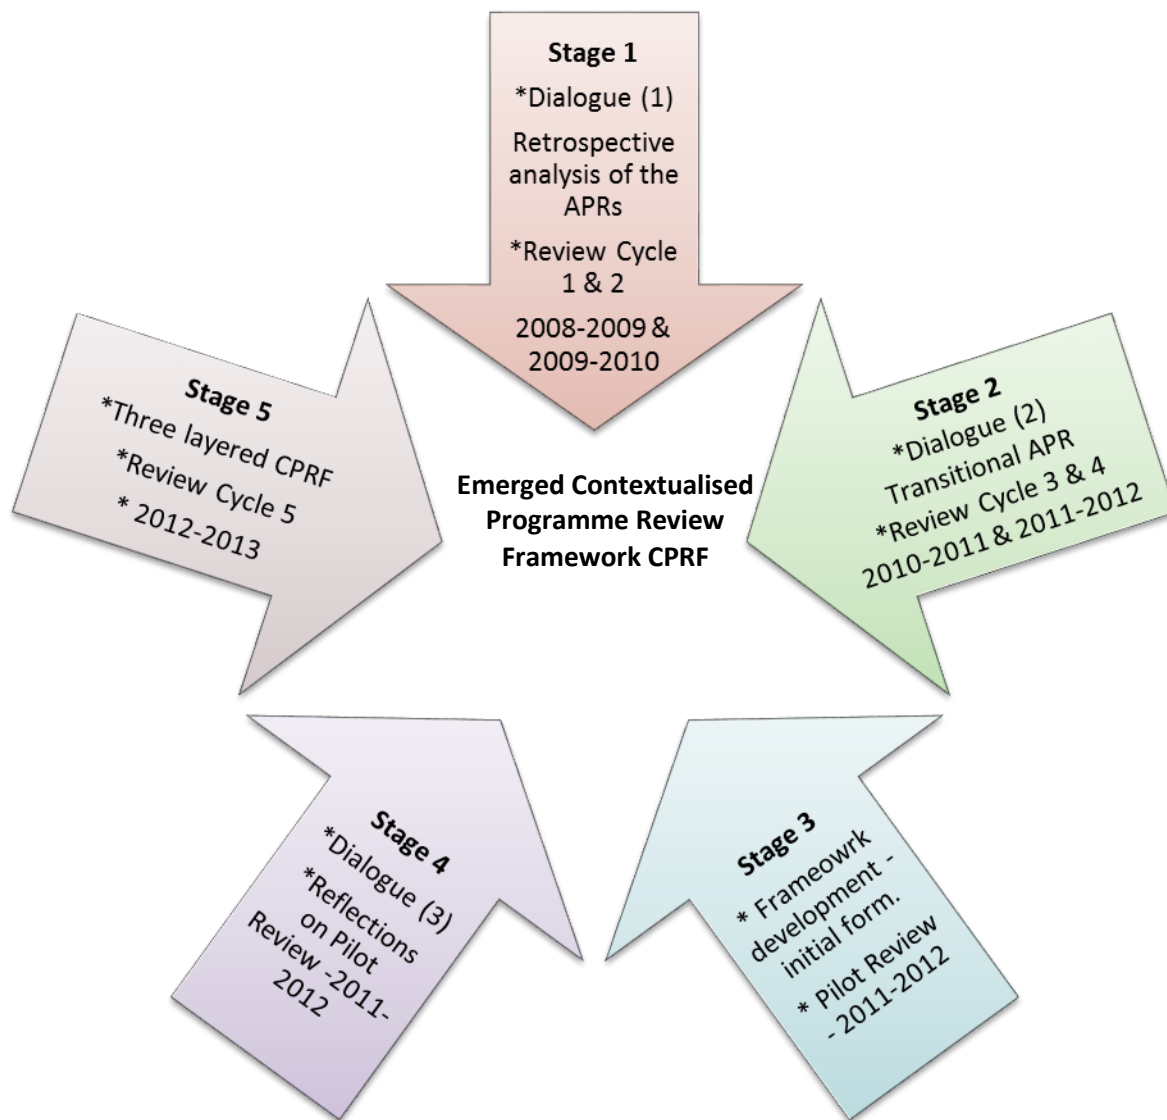 Stage 1
*Dialogue (1)
Retrospective
analysis of the
APRs
*Review Cycle
1 & 2
2008-2009 &
2009-2010
Stage 2
*Dialogue (2)
Transitional APR
*Review Cycle 3 & 4
2010-2011 & 2011-2012
Stage 3
* Frameowrk
development -
initial form.
* Pilot Review
- 2011-2012
Stage 4
*Dialogue (3)
*Reflections
on Pilot
Review -2011-
2012
Stage 5
*Three layered CPRF
*Review Cycle 5
* 2012-2013
Emerged Contextualised
Programme Review
Framework CPRF